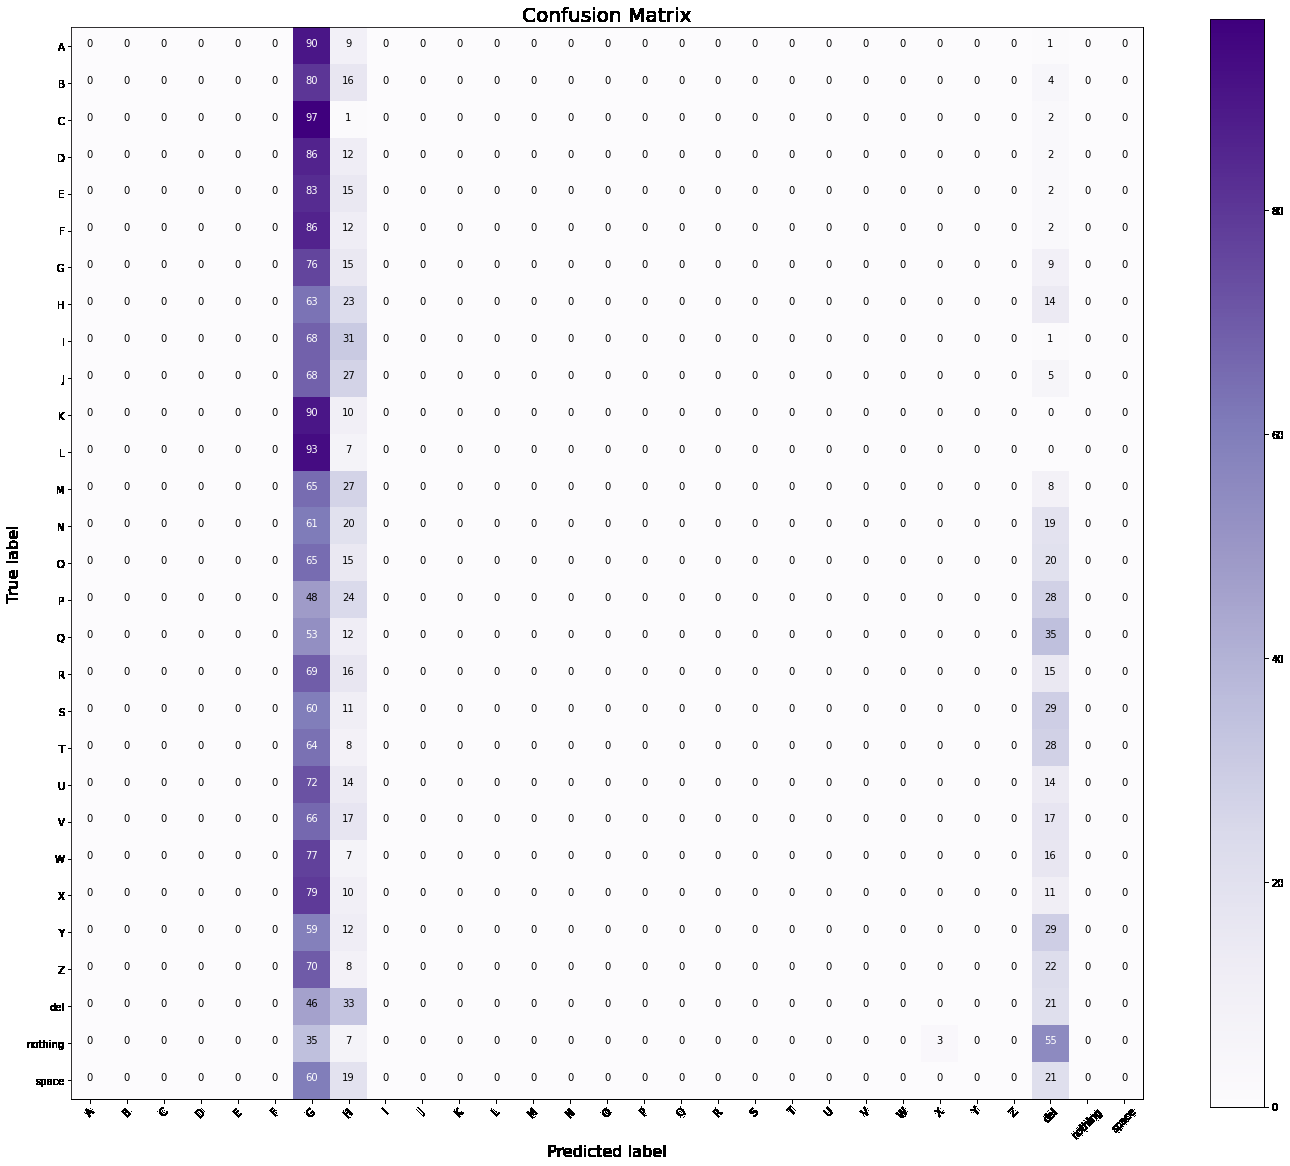 Confusion Matrix
A 0 0 0 0 0 0 90 9 0 0 0 0 0 0 0 0 0 0 0 0 0 0 0 0 0 0 1 0 0
B 0 0 0 0 0 0 80 16 0 0 0 0 0 0 0 0 0 0 0 0 0 0 0 0 0 0 4 0 0
C 0 0 0 0 0 0 97 1 0 0 0 0 0 0 0 0 0 0 0 0 0 0 0 0 0 0 2 0 0
D 0 0 0 0 0 0 86 12 0 0 0 0 0 0 0 0 0 0 0 0 0 0 0 0 0 0 2 0 0
E 0 0 0 0 0 0 83 15 0 0 0 0 0 0 0 0 0 0 0 0 0 0 0 0 0 0 2 0 0
F 0 0 0 0 0 0 86 12 0 0 0 0 0 0 0 0 0 0 0 0 0 0 0 0 0 0 2 0 0
G 0 0 0 0 0 0 76 15 0 0 0 0 0 0 0 0 0 0 0 0 0 0 0 0 0 0 9 0 0
H 0 0 0 0 0 0 63 23 0 0 0 0 0 0 0 0 0 0 0 0 0 0 0 0 0 0 14 0 0
I 0 0 0 0 0 0 68 31 0 0 0 0 0 0 0 0 0 0 0 0 0 0 0 0 0 0 1 0 0
J 0 0 0 0 0 0 68 27 0 0 0 0 0 0 0 0 0 0 0 0 0 0 0 0 0 0 5 0 0
K 0 0 0 0 0 0 90 10 0 0 0 0 0 0 0 0 0 0 0 0 0 0 0 0 0 0 0 0 0
L 0 0 0 0 0 0 93 7 0 0 0 0 0 0 0 0 0 0 0 0 0 0 0 0 0 0 0 0 0
M 0 0 0 0 0 0 65 27 0 0 0 0 0 0 0 0 0 0 0 0 0 0 0 0 0 0 8 0 0
N 0 0 0 0 0 0 61 20 0 0 0 0 0 0 0 0 0 0 0 0 0 0 0 0 0 0 19 0 0
O 0 0 0 0 0 0 65 15 0 0 0 0 0 0 0 0 0 0 0 0 0 0 0 0 0 0 20 0 0
P 0 0 0 0 0 0 48 24 0 0 0 0 0 0 0 0 0 0 0 0 0 0 0 0 0 0 28 0 0
Q 0 0 0 0 0 0 53 12 0 0 0 0 0 0 0 0 0 0 0 0 0 0 0 0 0 0 35 0 0
R 0 0 0 0 0 0 69 16 0 0 0 0 0 0 0 0 0 0 0 0 0 0 0 0 0 0 15 0 0
S 0 0 0 0 0 0 60 11 0 0 0 0 0 0 0 0 0 0 0 0 0 0 0 0 0 0 29 0 0
T 0 0 0 0 0 0 64 8 0 0 0 0 0 0 0 0 0 0 0 0 0 0 0 0 0 0 28 0 0
U 0 0 0 0 0 0 72 14 0 0 0 0 0 0 0 0 0 0 0 0 0 0 0 0 0 0 14 0 0
V 0 0 0 0 0 0 66 17 0 0 0 0 0 0 0 0 0 0 0 0 0 0 0 0 0 0 17 0 0
W 0 0 0 0 0 0 77 7 0 0 0 0 0 0 0 0 0 0 0 0 0 0 0 0 0 0 16 0 0
X 0 0 0 0 0 0 79 10 0 0 0 0 0 0 0 0 0 0 0 0 0 0 0 0 0 0 11 0 0
Y 0 0 0 0 0 0 59 12 0 0 0 0 0 0 0 0 0 0 0 0 0 0 0 0 0 0 29 0 0
Z 0 0 0 0 0 0 70 8 0 0 0 0 0 0 0 0 0 0 0 0 0 0 0 0 0 0 22 0 0
del 0 0 0 0 0 0 46 33 0 0 0 0 0 0 0 0 0 0 0 0 0 0 0 0 0 0 21 0 0
nothing 0 0 0 0 0 0 35 7 0 0 0 0 0 0 0 0 0 0 0 0 0 0 0 3 0 0 55 0 0
space 0 0 0 0 0 0 60 19 0 0 0 0 0 0 0 0 0 0 0 0 0 0 0 0 0 0 21 0 0
A B C D E F G H I J K L M N O P Q R S T U V W X Y Z del nothing space
True label
Predicted label
80
60
40
20
0